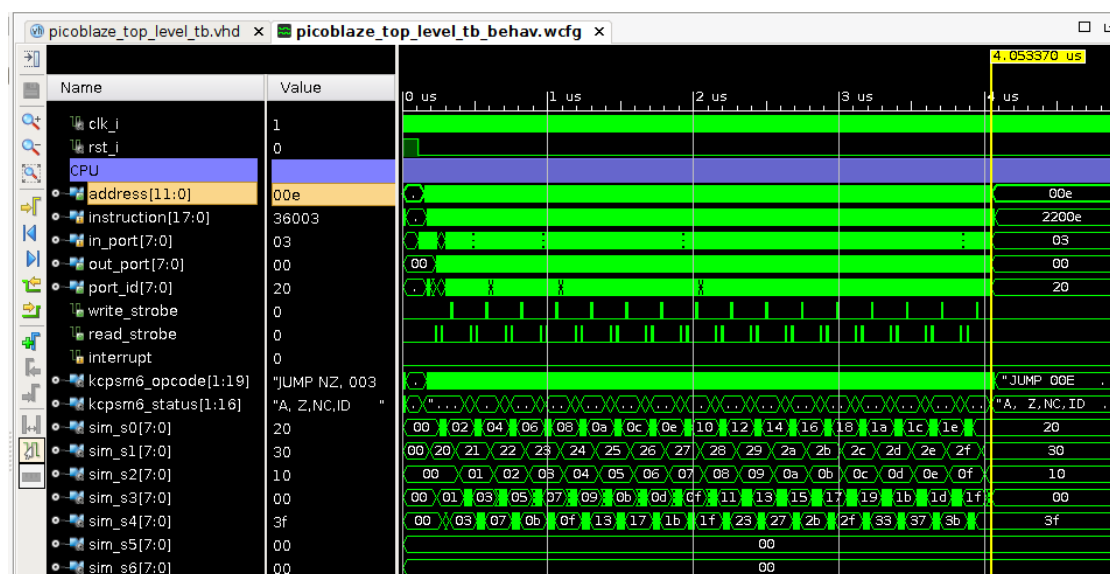 picoblaze_top_level_tb.vhd × picoblaze_top_level_tb_behav.wcfg ×
4.053370 us
Name Value 0 us 1 us 2 us 3 us 4 us
clk_i 1
rst_i 0
CPU
address[11:0] 00e . 00e
instruction[17:0] 36003 . 2200e
in_port[7:0] 03 03
out_port[7:0] 00 00 00
port_id[7:0] 20 . 20
write_strobe 0
read_strobe 0
interrupt 0
kcpsm6_opcode[1:19] "JUMP NZ, 003 . "JUMP 00E .
kcpsm6_status[1:16] "A, Z,NC,ID " "A, Z,NC,ID .
sim_s0[7:0] 20 00 02 04 06 08 0a 0c 0e 10 12 14 16 18 1a 1c 1e 20
sim_s1[7:0] 30 00 20 21 22 23 24 25 26 27 28 29 2a 2b 2c 2d 2e 2f 30
sim_s2[7:0] 10 00 01 02 03 04 05 06 07 08 09 0a 0b 0c 0d 0e 0f 10
sim_s3[7:0] 00 00 01 03 05 07 09 0b 0d 0f 11 13 15 17 19 1b 1d 1f 00
sim_s4[7:0] 3f 00 03 07 0b 0f 13 17 1b 1f 23 27 2b 2f 33 37 3b 3f
sim_s5[7:0] 00 00
sim_s6[7:0] 00 00